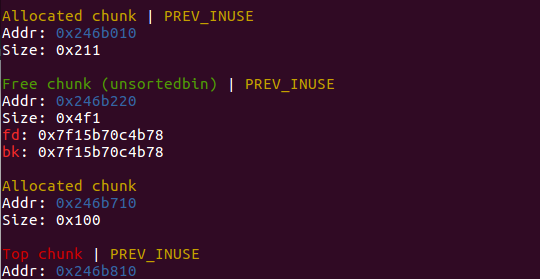 Allocated chunk | PREV_INUSE
Addr: 0x246b010
Size: 0x211
Free chunk (unsortedbin) | PREV_INUSE
Addr: 0x246b220
Size: 0x4f1
fd: 0x7f15b70c4b78
bk: 0x7f15b70c4b78
Allocated chunk
Addr: 0x246b710
Size: 0x100
Top chunk | PREV_INUSE
Addr: 0x246b810